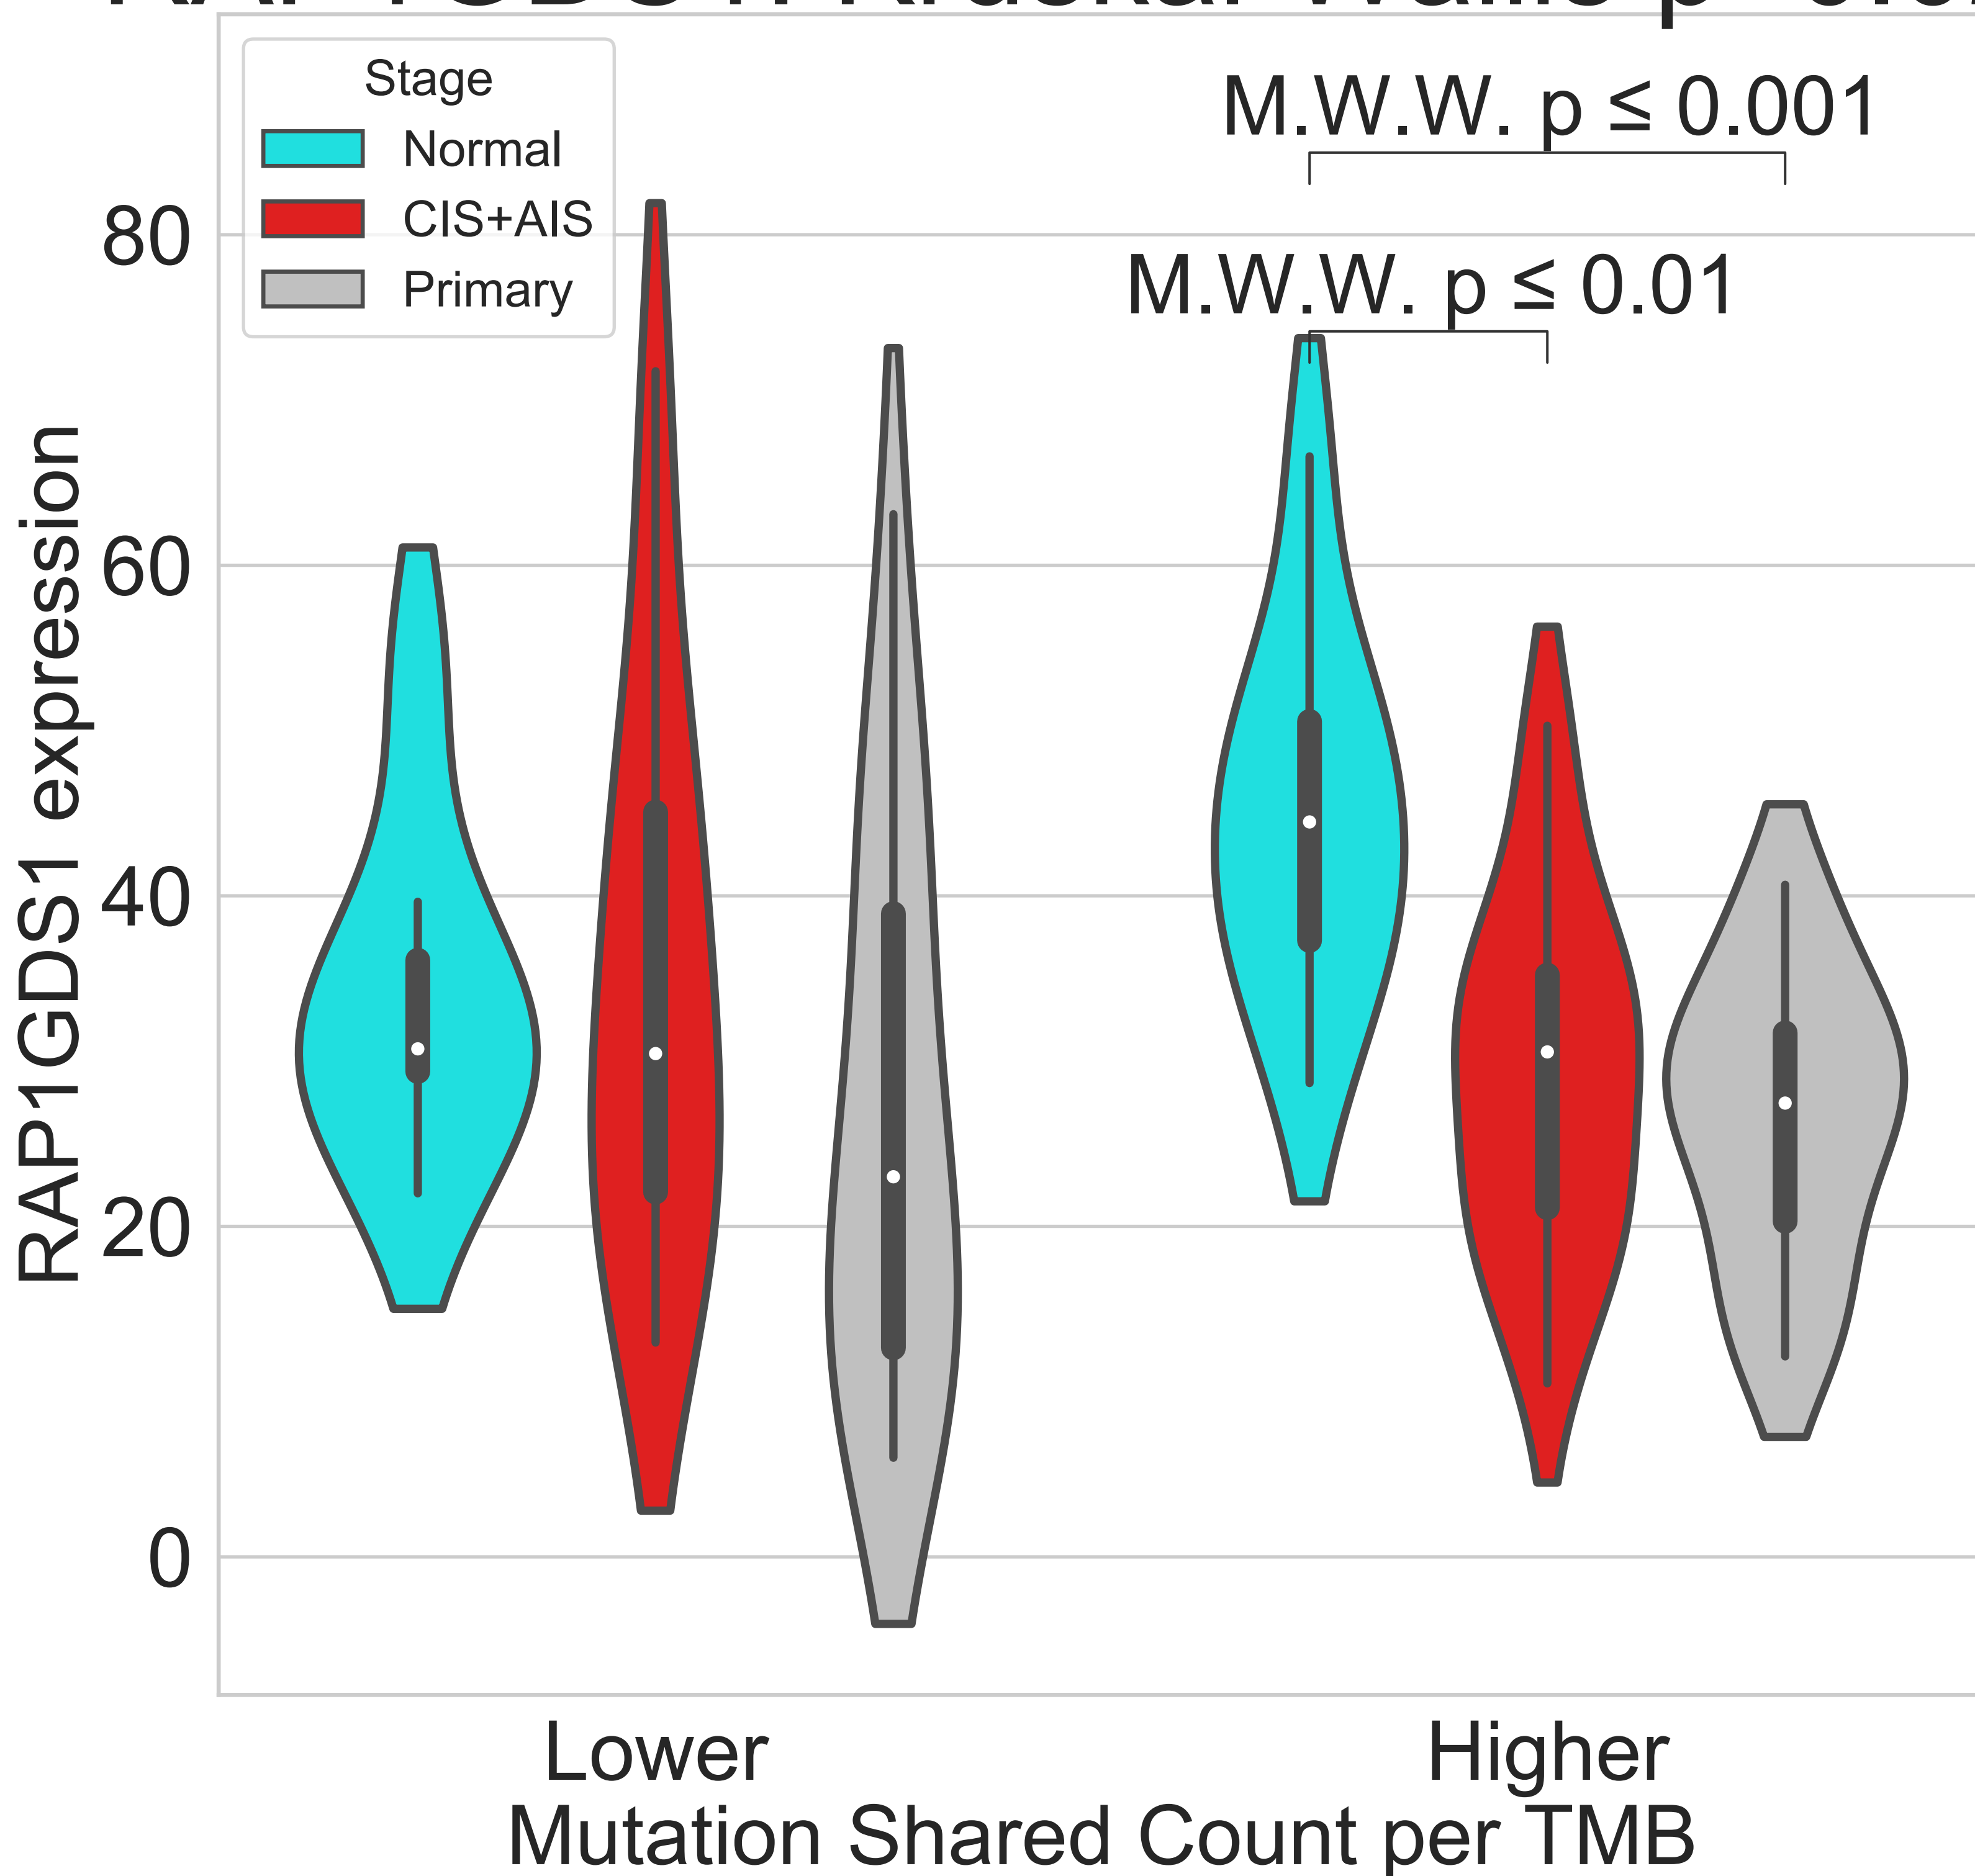 Stage
Normal
CIS+AIS
Primary
M.W.W. p ≤ 0.001
M.W.W. p ≤ 0.01
RAP1GDS1 expression
80
60
40
20
0
Lower
Higher
Mutation Shared Count per TMB